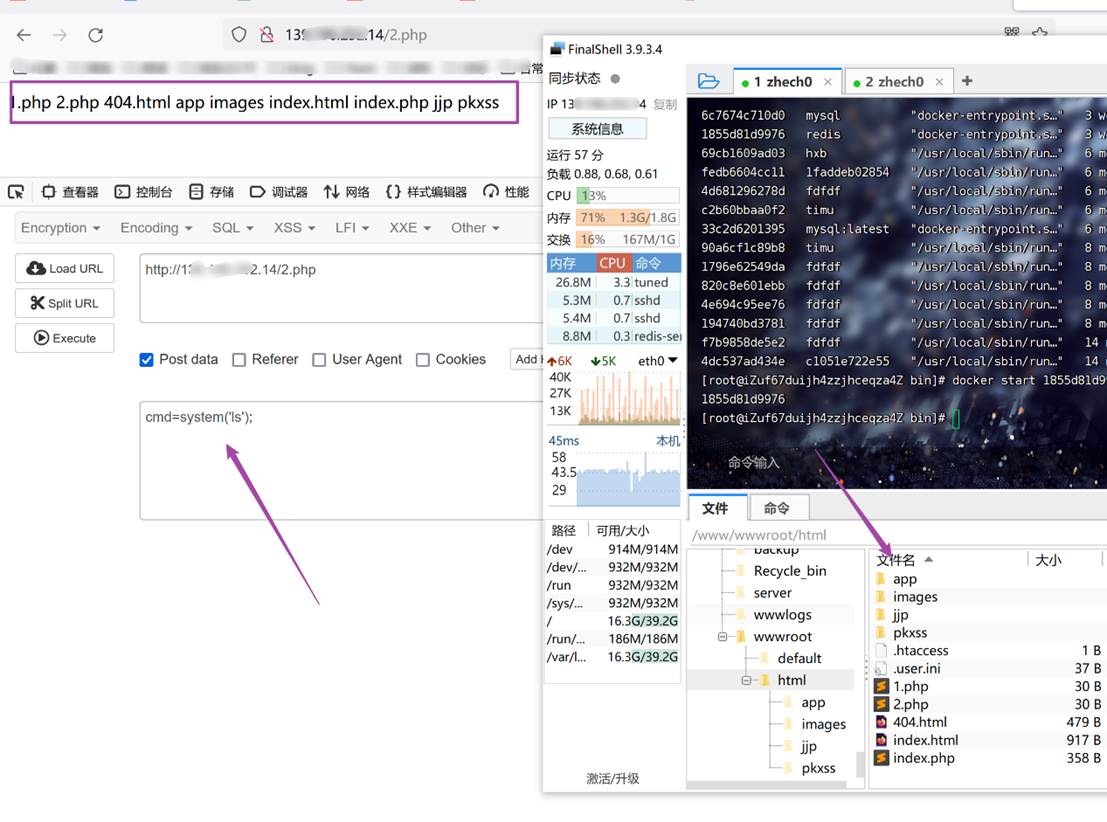 /2.php
1.php 2.php 404.html app images index.html index.php jjp pkxss
查看器 控制台 存储 调试器 网络 样式编辑器 性能
Encryption Encoding SQL XSS LFI XXE Other
Load URL
http://1 2.14/2.php
Split URL
Execute
Post data Referer User Agent Cookies Add
cmd=system('ls');
FinalShell 3.9.3.4
同步状态
IP 13 4 复制
系统信息
运行 57 分
负载 0.88, 0.68, 0.61
CPU 13%
内存 71% 1.3G/1.8G
交换 16% 167M/1G
内存 CPU 命令
26.8M 3.3 tuned
5.3M 0.7 sshd
5.4M 0.7 sshd
8.8M 0.3 redis-ser
6K 5K eth0
40K
27K
13K
45ms 本机
58
43.5
29
路径 可用/大小
/dev 914M/914M
/dev/... 932M/932M
/run 932M/932M
/sys/... 932M/932M
/ 16.3G/39.2G
/run/... 186M/186M
/var/l... 16.3G/39.2G
激活/升级
1 zhech0 × 2 zhech0 × +
6c7674c710d0 mysql "docker-entrypoint.s…" 3 w
1855d81d9976 redis "docker-entrypoint.s…" 3 w
69cb1609ad03 hxb "/usr/local/sbin/run…" 6 m
fedb6604cc11 1faddeb02854 "/usr/local/sbin/run…" 6 m
4d681296278d fdfdf "/usr/local/sbin/run…" 6 m
c2b60bbaa0f2 timu "/usr/local/sbin/run…" 6 m
33c2d6201395 mysql:latest "docker-entrypoint.s…" 6 m
90a6cf1c89b8 timu "/usr/local/sbin/run…" 8 m
1796e62549da fdfdf "/usr/local/sbin/run…" 8 m
820c8e601ebb fdfdf "/usr/local/sbin/run…" 8 m
4e694c95ee76 fdfdf "/usr/local/sbin/run…" 8 m
194740bd3781 fdfdf "/usr/local/sbin/run…" 8 m
f7b9858de5e2 fdfdf "/usr/local/sbin/run…" 14
4dc537ad434e c1051e722e55 "/usr/local/sbin/run…" 14
[root@iZuf67duijh4zzjhceqza4Z bin]# docker start 1855d81d9
1855d81d9976
[root@iZuf67duijh4zzjhceqza4Z bin]#
命令输入
文件 命令
/www/wwwroot/html
backup
Recycle_bin
server
wwwlogs
wwwroot
default
html
app
images
jjp
pkxss
文件名 大小
app
images
jjp
pkxss
.htaccess 1 B
.user.ini 37 B
1.php 30 B
2.php 30 B
404.html 479 B
index.html 917 B
index.php 358 B